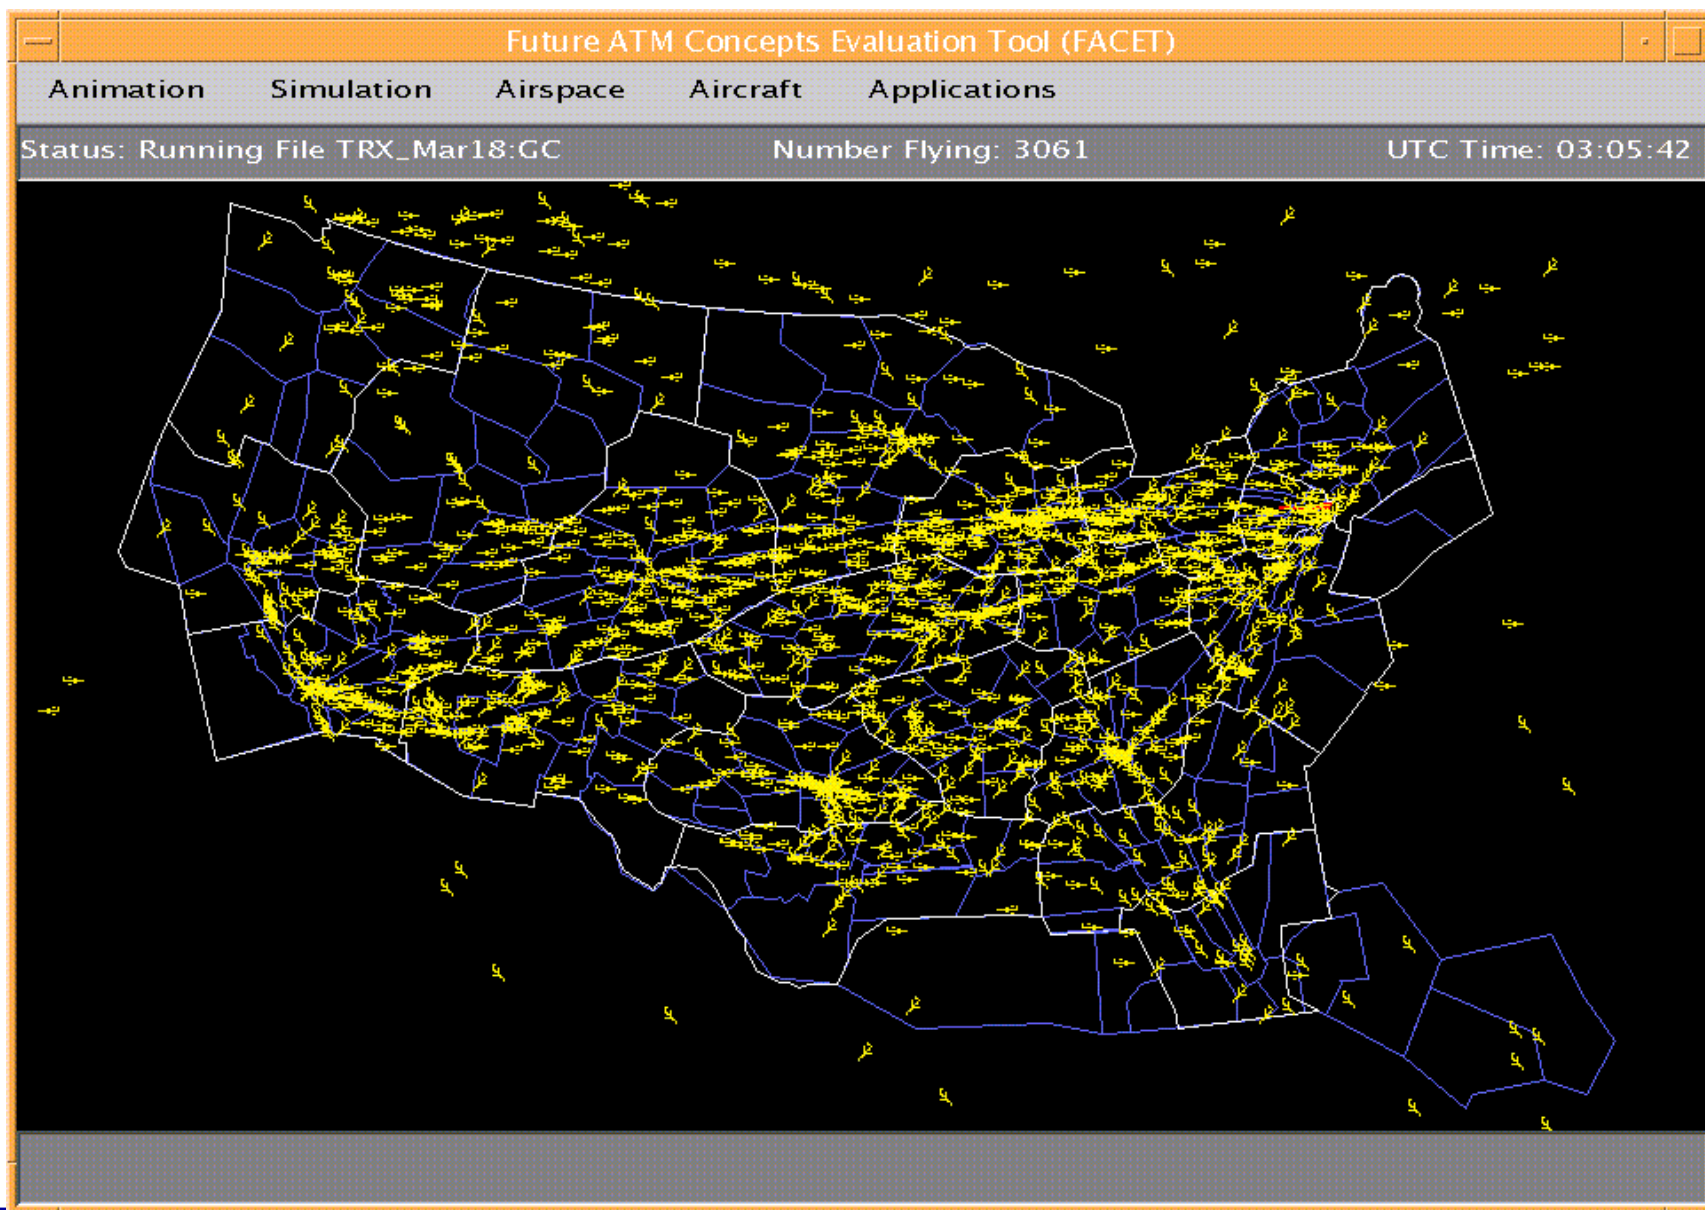 Future ATM Concepts Evaluation Tool (FACET)
Animation Simulation Airspace Aircraft Applications
Status: Running File TRX_Mar18:GC Number Flying: 3061 UTC Time: 03:05:42